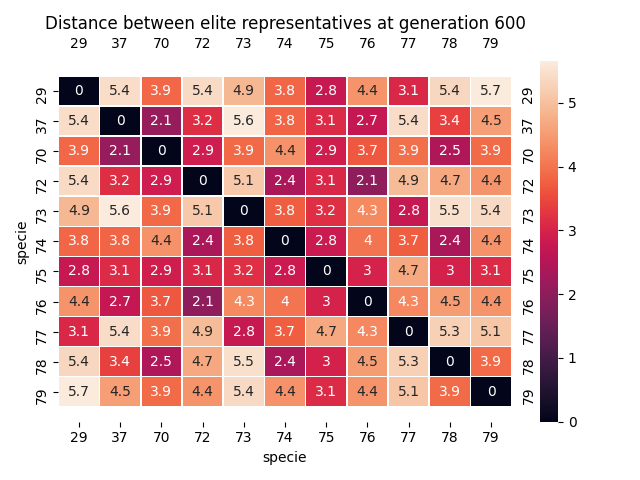 Distance between elite representatives at generation 600
29 37 70 72 73 74 75 76 77 78 79
29 0 5.4 3.9 5.4 4.9 3.8 2.8 4.4 3.1 5.4 5.7 29
37 5.4 0 2.1 3.2 5.6 3.8 3.1 2.7 5.4 3.4 4.5 37
70 3.9 2.1 0 2.9 3.9 4.4 2.9 3.7 3.9 2.5 3.9 70
72 5.4 3.2 2.9 0 5.1 2.4 3.1 2.1 4.9 4.7 4.4 72
73 4.9 5.6 3.9 5.1 0 3.8 3.2 4.3 2.8 5.5 5.4 73
74 3.8 3.8 4.4 2.4 3.8 0 2.8 4 3.7 2.4 4.4 74
75 2.8 3.1 2.9 3.1 3.2 2.8 0 3 4.7 3 3.1 75
76 4.4 2.7 3.7 2.1 4.3 4 3 0 4.3 4.5 4.4 76
77 3.1 5.4 3.9 4.9 2.8 3.7 4.7 4.3 0 5.3 5.1 77
78 5.4 3.4 2.5 4.7 5.5 2.4 3 4.5 5.3 0 3.9 78
79 5.7 4.5 3.9 4.4 5.4 4.4 3.1 4.4 5.1 3.9 0 79
29 37 70 72 73 74 75 76 77 78 79
specie
specie
5
4
3
2
1
0